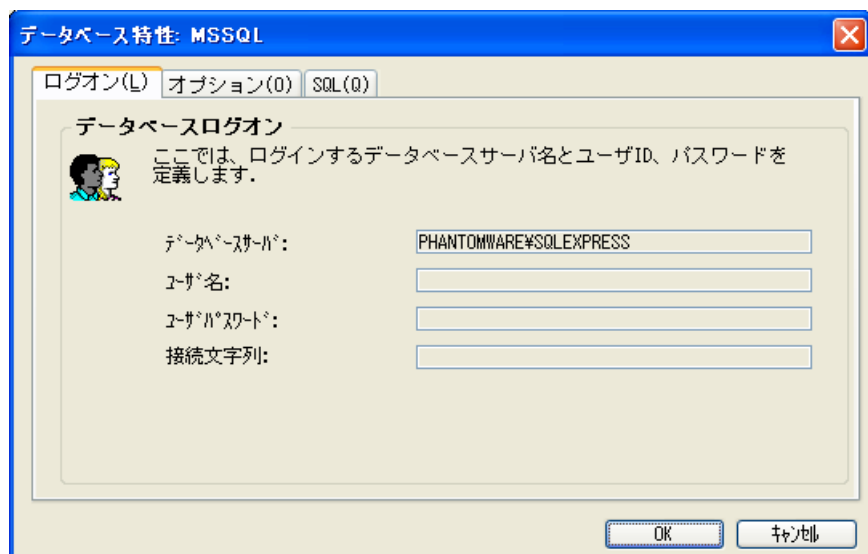 データベース特性: MSSQL
ログオン(L) オプション(O) SQL(Q)
データベースログオン
ここでは、ログインするデータベースサーバ名とユーザID、パスワードを
定義します.
ﾃﾞｰﾀﾍﾞｰｽｻｰﾊﾞ: PHANTOMWARE¥SQLEXPRESS
ﾕｰｻﾞ名:
ﾕｰｻﾞﾊﾟｽﾜｰﾄﾞ:
接続文字列:
OK ｷｬﾝｾﾙ